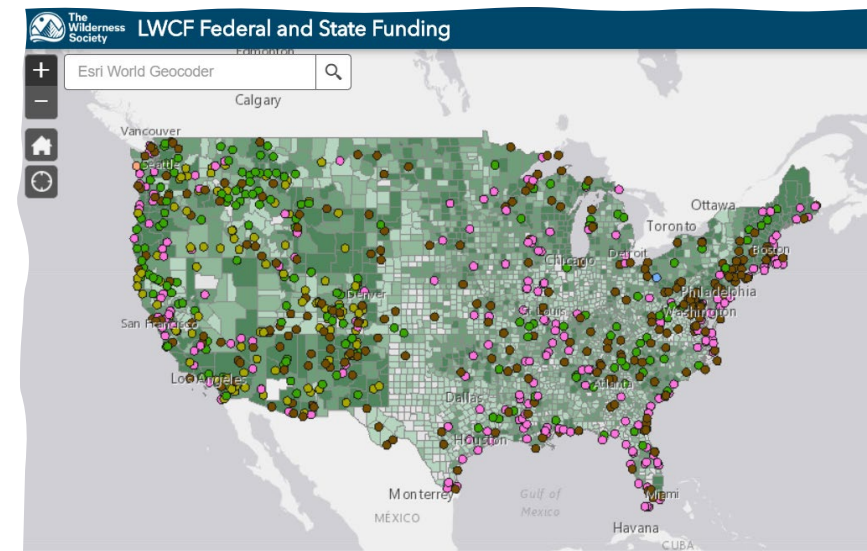 The
Wilderness
Society
LWCF Federal and State Funding
Edmonton
+
Esri World Geocoder
−
Calgary
Vancouver
Seattle
Ottawa
Toronto
Boston
Detroit
Chicago
Philadelphia
Denver
St Louis
Washington
San Francisco
Los Angeles
Atlanta
Dallas
Houston
Monterrey
Gulf of
Mexico
Miami
MÉXICO
Havana
CUBA